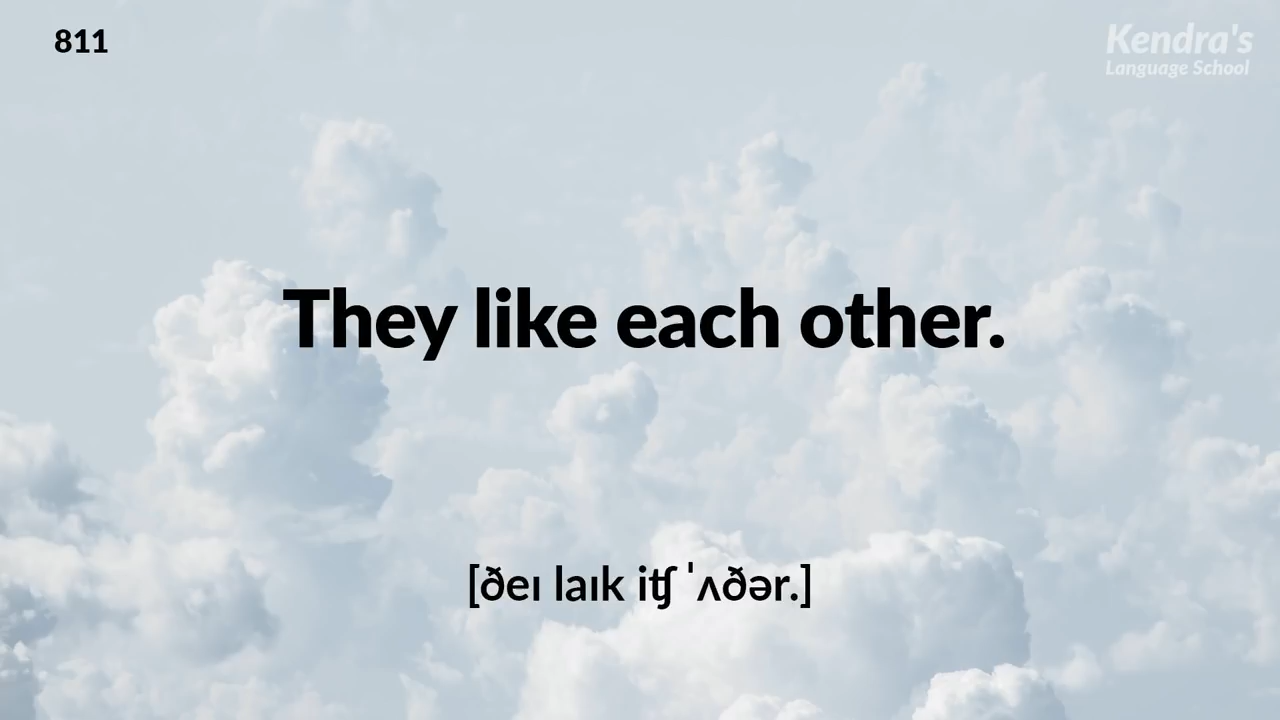 811
Kendra's
Language School
They like each other.
[ðeɪ laɪk iʧ ˈʌðər.]